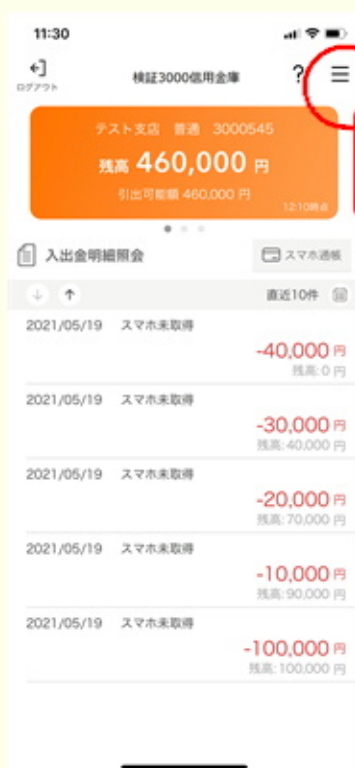 11:30
ログアウト
検証3000信用金庫
?
テスト支店 普通 3000545
残高 460,000 円
引出可能額 460,000 円
12:10時点
入出金明細照会
スマホ通帳
直近10件
2021/05/19 スマホ未取得
-40,000 円
残高: 0 円
2021/05/19 スマホ未取得
-30,000 円
残高: 40,000 円
2021/05/19 スマホ未取得
-20,000 円
残高: 70,000 円
2021/05/19 スマホ未取得
-10,000 円
残高: 90,000 円
2021/05/19 スマホ未取得
-100,000 円
残高: 100,000 円